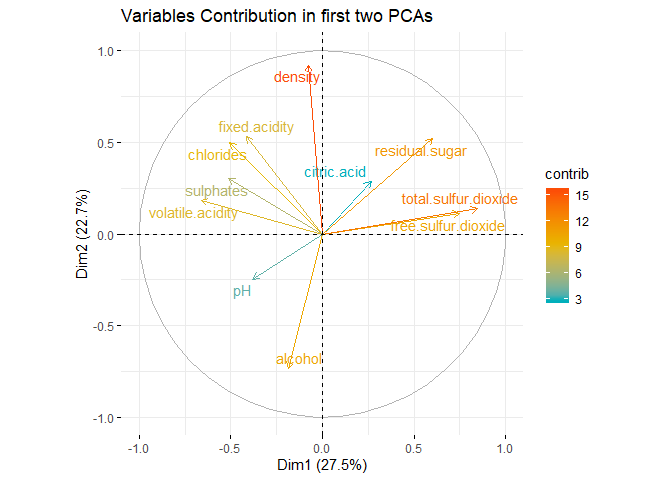 Variables Contribution in first two PCAs
1.0
density
fixed.acidity
0.5
residual.sugar
chlorides
contrib
citric.acid
15
sulphates
total.sulfur.dioxide
12
volatile.acidity
free.sulfur.dioxide
9
0.0
6
Dim2 (22.7%)
3
pH
-0.5
alcohol
-1.0
-1.0 -0.5 0.0 0.5 1.0
Dim1 (27.5%)